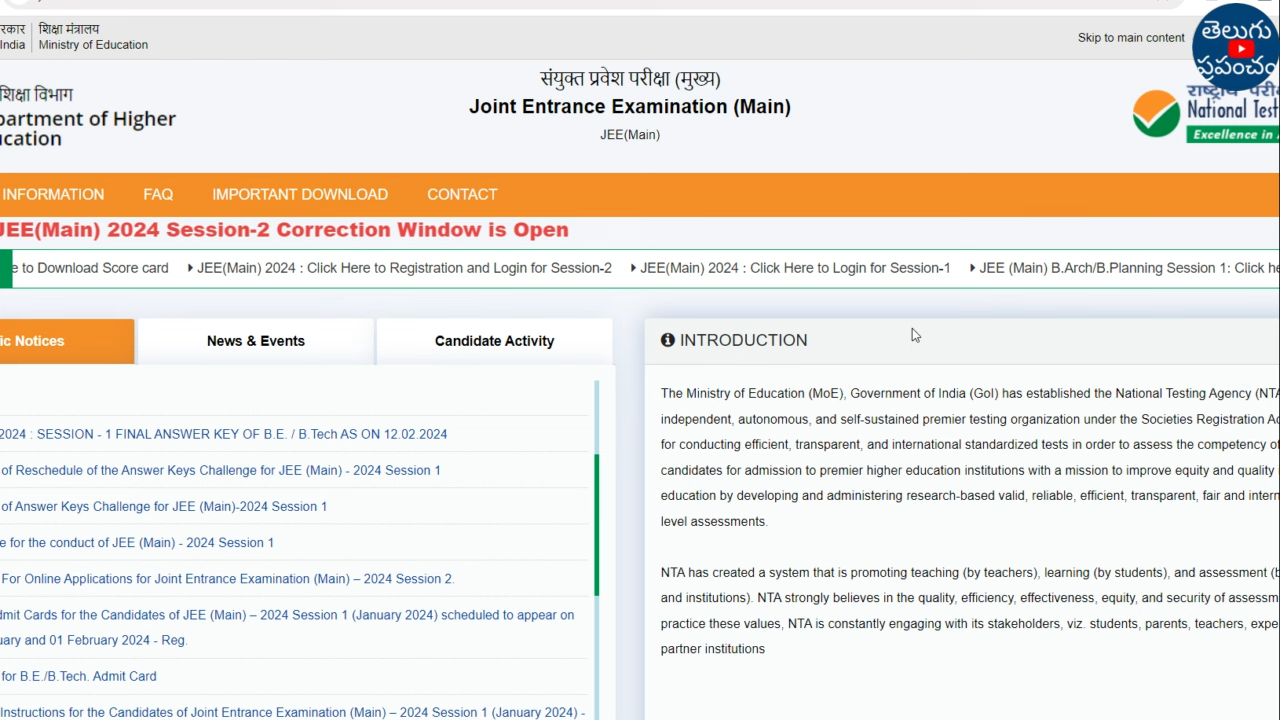 रकार शिक्षा मंत्रालय
India Ministry of Education
Skip to main content
తెలుగు
ప్రపంచం
शिक्षा विभाग
partment of Higher
ucation
संयुक्त प्रवेश परीक्षा (मुख्य)
Joint Entrance Examination (Main)
JEE(Main)
राष्ट्रीय परी
National Test
Excellence in A
INFORMATION FAQ IMPORTANT DOWNLOAD CONTACT
JEE(Main) 2024 Session-2 Correction Window is Open
e to Download Score card JEE(Main) 2024 : Click Here to Registration and Login for Session-2 JEE(Main) 2024 : Click Here to Login for Session-1 JEE (Main) B.Arch/B.Planning Session 1: Click he
ic Notices News & Events Candidate Activity
2024 : SESSION - 1 FINAL ANSWER KEY OF B.E. / B.Tech AS ON 12.02.2024
of Reschedule of the Answer Keys Challenge for JEE (Main) - 2024 Session 1
of Answer Keys Challenge for JEE (Main)-2024 Session 1
e for the conduct of JEE (Main) - 2024 Session 1
For Online Applications for Joint Entrance Examination (Main) – 2024 Session 2.
dmit Cards for the Candidates of JEE (Main) – 2024 Session 1 (January 2024) scheduled to appear on
uary and 01 February 2024 - Reg.
for B.E./B.Tech. Admit Card
Instructions for the Candidates of Joint Entrance Examination (Main) – 2024 Session 1 (January 2024) -
INTRODUCTION
The Ministry of Education (MoE), Government of India (GoI) has established the National Testing Agency (NTA
independent, autonomous, and self-sustained premier testing organization under the Societies Registration Ac
for conducting efficient, transparent, and international standardized tests in order to assess the competency of
candidates for admission to premier higher education institutions with a mission to improve equity and quality
education by developing and administering research-based valid, reliable, efficient, transparent, fair and intern
level assessments.
NTA has created a system that is promoting teaching (by teachers), learning (by students), and assessment (b
and institutions). NTA strongly believes in the quality, efficiency, effectiveness, equity, and security of assessm
practice these values, NTA is constantly engaging with its stakeholders, viz. students, parents, teachers, expe
partner institutions